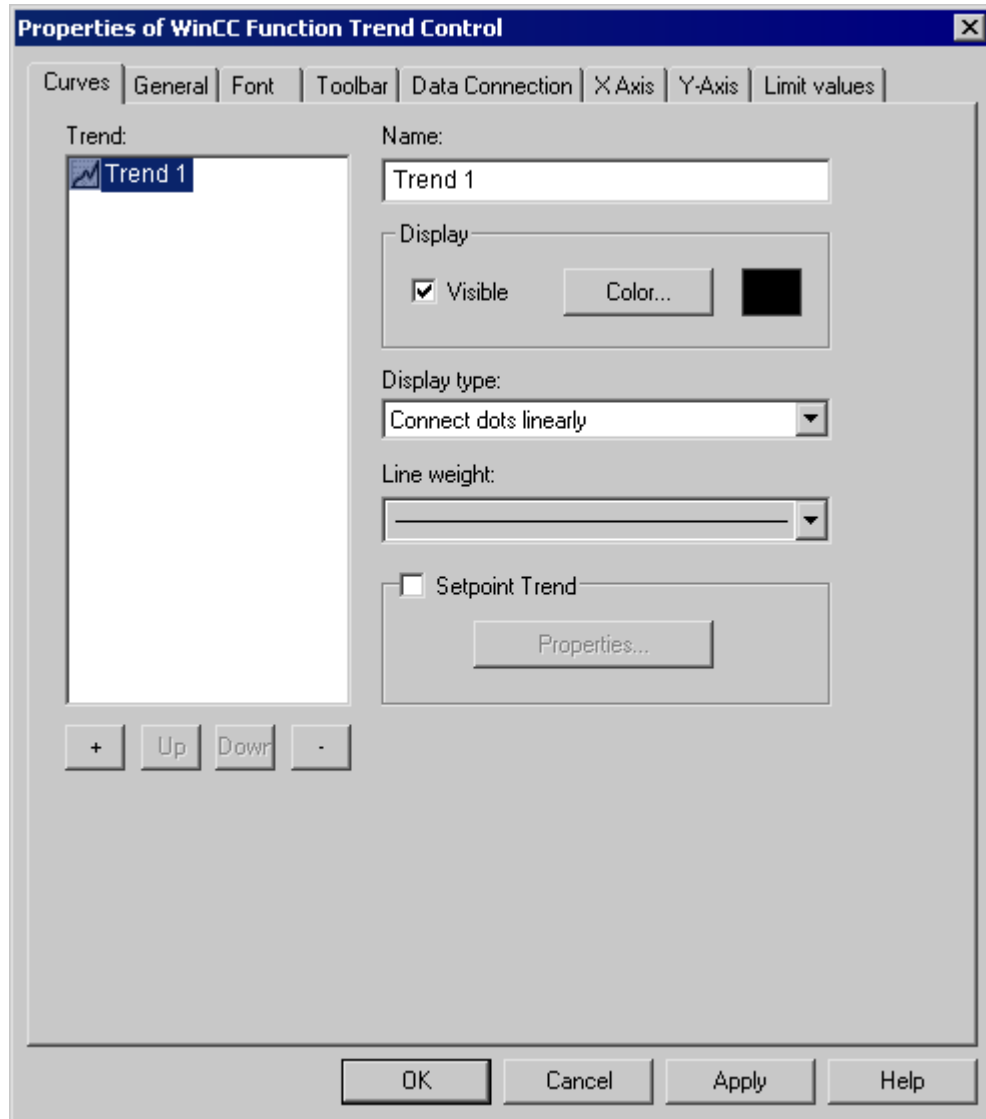 Properties of WinCC Function Trend Control
Curves General Font Toolbar Data Connection X Axis Y-Axis Limit values
Trend:
Trend 1
Name:
Trend 1
Display
Visible Color...
Display type:
Connect dots linearly
Line weight:
Setpoint Trend
Properties...
+ Up Down -
OK Cancel Apply Help